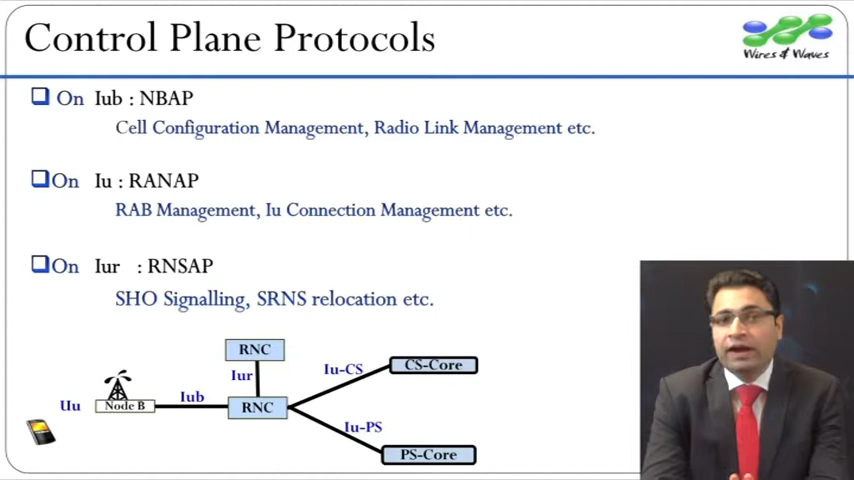 Control Plane Protocols
Wires & Waves
On Iub : NBAP
Cell Configuration Management, Radio Link Management etc.
On Iu : RANAP
RAB Management, Iu Connection Management etc.
On Iur : RNSAP
SHO Signalling, SRNS relocation etc.
RNC
Iur
Iu-CS
CS-Core
Uu
Node B
Iub
RNC
Iu-PS
PS-Core